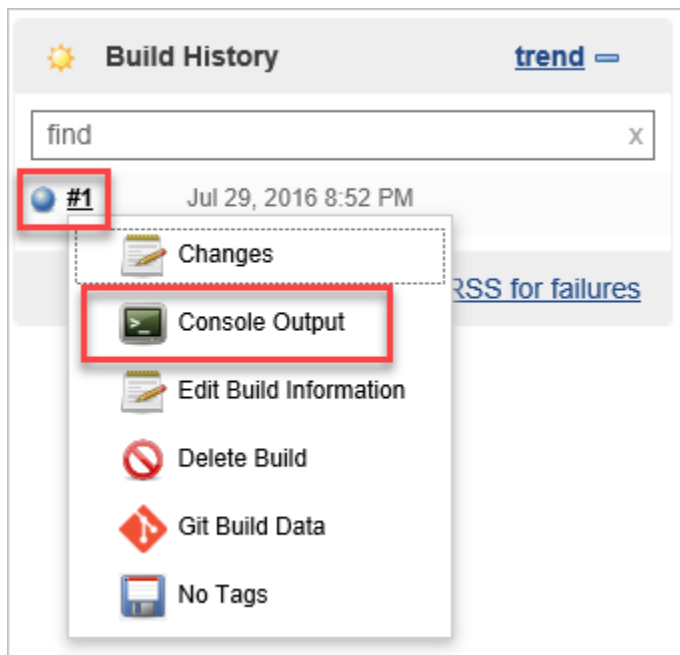 Build History trend
find x
#1 Jul 29, 2016 8:52 PM
Changes
RSS for failures
Console Output
Edit Build Information
Delete Build
Git Build Data
No Tags